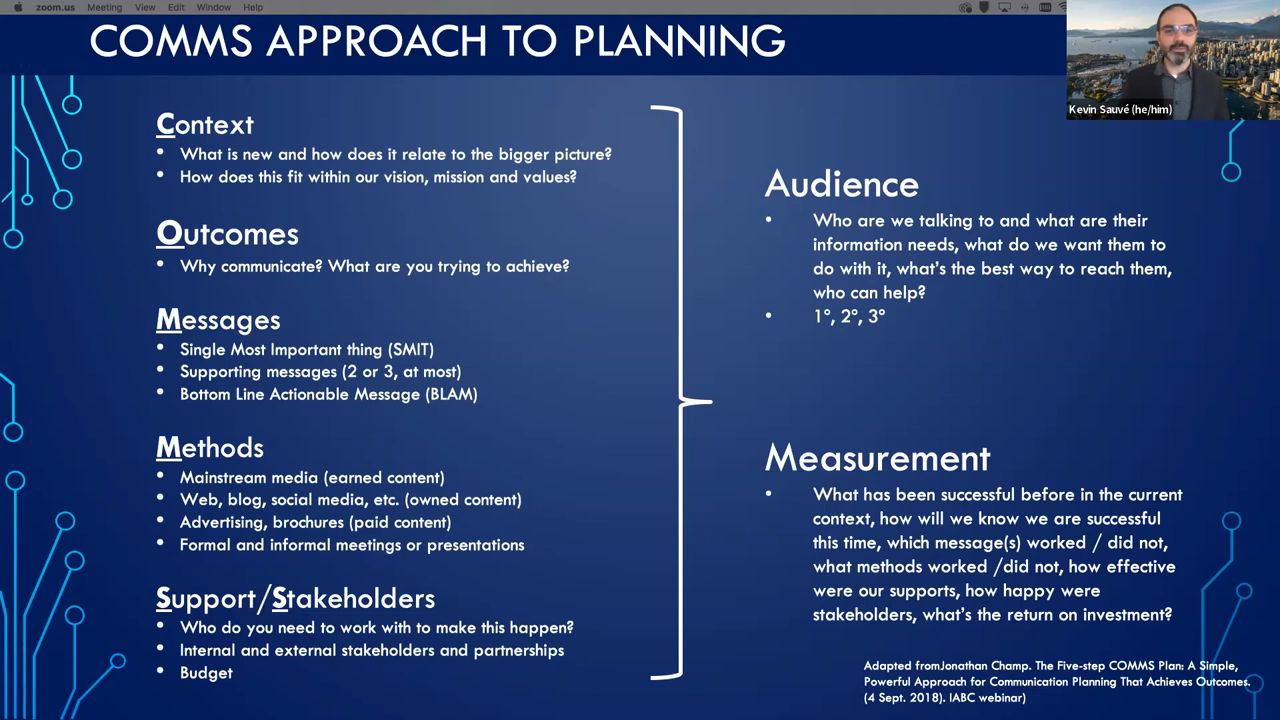 zoom.us Meeting View Edit Window Help
COMMS APPROACH TO PLANNING
Kevin Sauvé (he/him)
Context
• What is new and how does it relate to the bigger picture?
• How does this fit within our vision, mission and values?
Outcomes
• Why communicate? What are you trying to achieve?
Messages
• Single Most Important thing (SMIT)
• Supporting messages (2 or 3, at most)
• Bottom Line Actionable Message (BLAM)
Methods
• Mainstream media (earned content)
• Web, blog, social media, etc. (owned content)
• Advertising, brochures (paid content)
• Formal and informal meetings or presentations
Support/Stakeholders
• Who do you need to work with to make this happen?
• Internal and external stakeholders and partnerships
• Budget
Audience
• Who are we talking to and what are their
information needs, what do we want them to
do with it, what's the best way to reach them,
who can help?
• 1°, 2°, 3°
Measurement
• What has been successful before in the current
context, how will we know we are successful
this time, which message(s) worked / did not,
what methods worked /did not, how effective
were our supports, how happy were
stakeholders, what's the return on investment?
Adapted fromJonathan Champ. The Five-step COMMS Plan: A Simple,
Powerful Approach for Communication Planning That Achieves Outcomes.
(4 Sept. 2018). IABC webinar)